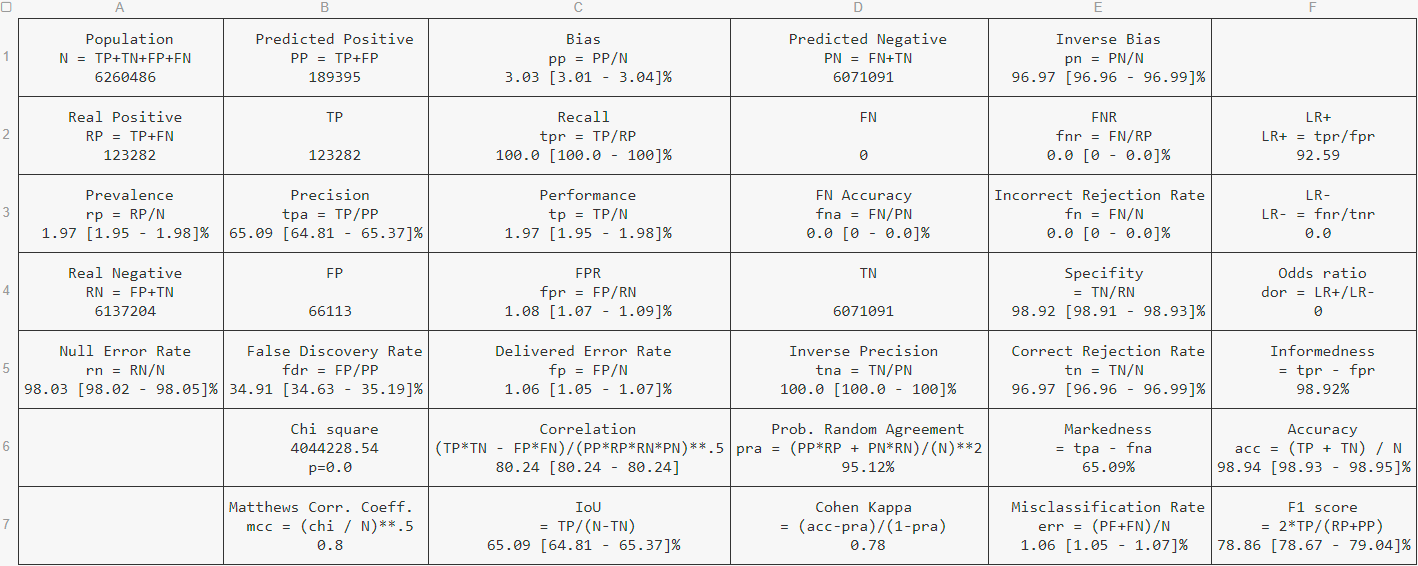 A B C D E F
1
Population
N = TP+TN+FP+FN
6260486
Predicted Positive
PP = TP+FP
189395
Bias
pp = PP/N
3.03 [3.01 - 3.04]%
Predicted Negative
PN = FN+TN
6071091
Inverse Bias
pn = PN/N
96.97 [96.96 - 96.99]%
2
Real Positive
RP = TP+FN
123282
TP
123282
Recall
tpr = TP/RP
100.0 [100.0 - 100]%
FN
0
FNR
fnr = FN/RP
0.0 [0 - 0.0]%
LR+
LR+ = tpr/fpr
92.59
3
Prevalence
rp = RP/N
1.97 [1.95 - 1.98]%
Precision
tpa = TP/PP
65.09 [64.81 - 65.37]%
Performance
tp = TP/N
1.97 [1.95 - 1.98]%
FN Accuracy
fna = FN/PN
0.0 [0 - 0.0]%
Incorrect Rejection Rate
fn = FN/N
0.0 [0 - 0.0]%
LR-
LR- = fnr/tnr
0.0
4
Real Negative
RN = FP+TN
6137204
FP
66113
FPR
fpr = FP/RN
1.08 [1.07 - 1.09]%
TN
6071091
Specifity
= TN/RN
98.92 [98.91 - 98.93]%
Odds ratio
dor = LR+/LR-
0
5
Null Error Rate
rn = RN/N
98.03 [98.02 - 98.05]%
False Discovery Rate
fdr = FP/PP
34.91 [34.63 - 35.19]%
Delivered Error Rate
fp = FP/N
1.06 [1.05 - 1.07]%
Inverse Precision
tna = TN/PN
100.0 [100.0 - 100]%
Correct Rejection Rate
tn = TN/N
96.97 [96.96 - 96.99]%
Informedness
= tpr - fpr
98.92%
6
Chi square
4044228.54
p=0.0
Correlation
(TP*TN - FP*FN)/(PP*RP*RN*PN)**.5
80.24 [80.24 - 80.24]
Prob. Random Agreement
pra = (PP*RP + PN*RN)/(N)**2
95.12%
Markedness
= tpa - fna
65.09%
Accuracy
acc = (TP + TN) / N
98.94 [98.93 - 98.95]%
7
Matthews Corr. Coeff.
mcc = (chi / N)**.5
0.8
IoU
= TP/(N-TN)
65.09 [64.81 - 65.37]%
Cohen Kappa
= (acc-pra)/(1-pra)
0.78
Misclassification Rate
err = (PF+FN)/N
1.06 [1.05 - 1.07]%
F1 score
= 2*TP/(RP+PP)
78.86 [78.67 - 79.04]%